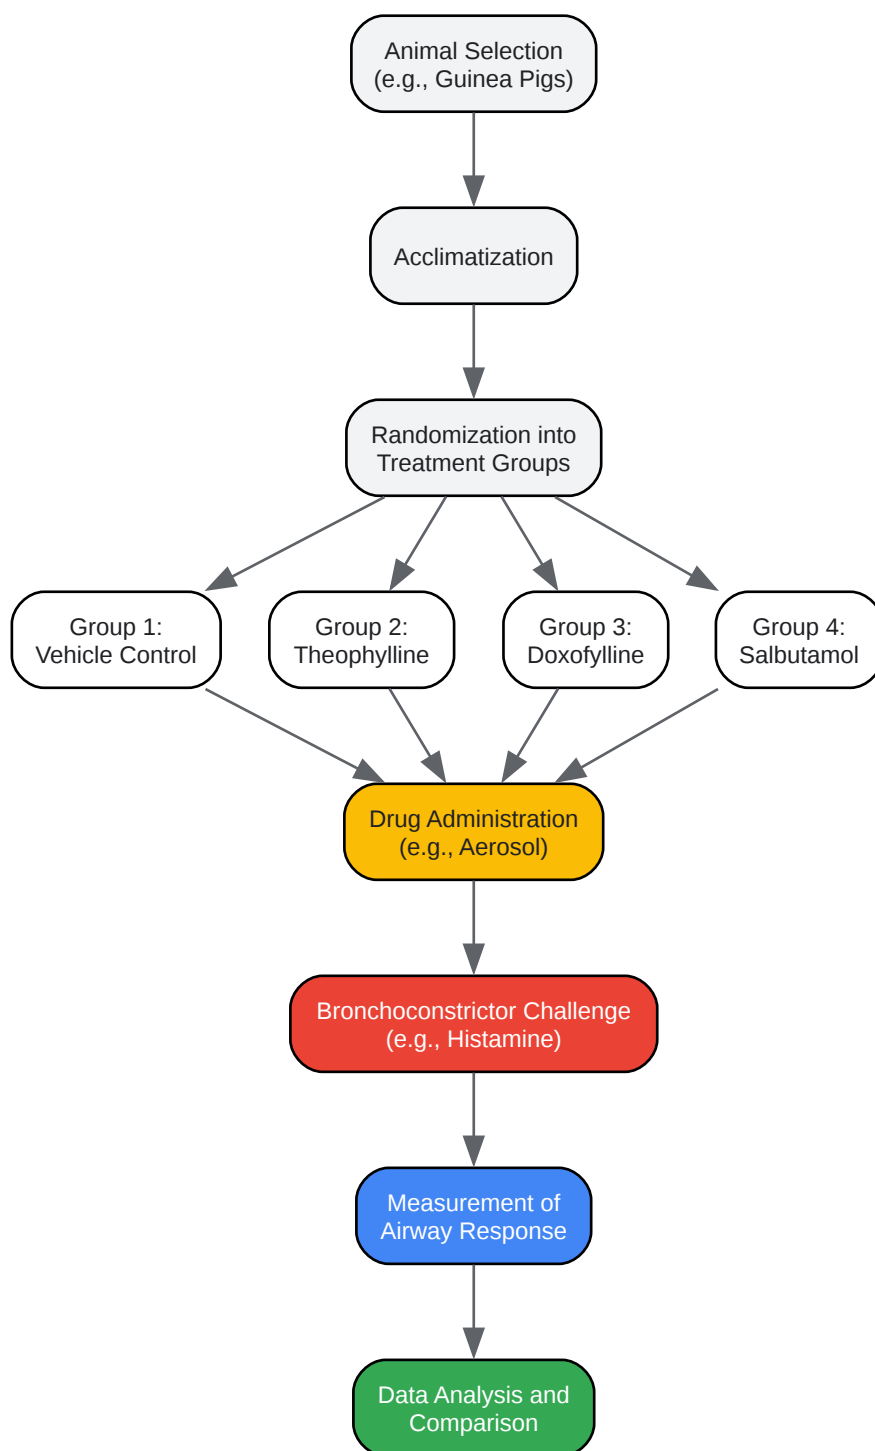 Animal Selection
(e.g., Guinea Pigs)
Acclimatization
Randomization into
Treatment Groups
Group 1:
Vehicle Control
Group 2:
Theophylline
Group 3:
Doxofylline
Group 4:
Salbutamol
Drug Administration
(e.g., Aerosol)
Bronchoconstrictor Challenge
(e.g., Histamine)
Measurement of
Airway Response
Data Analysis and
Comparison